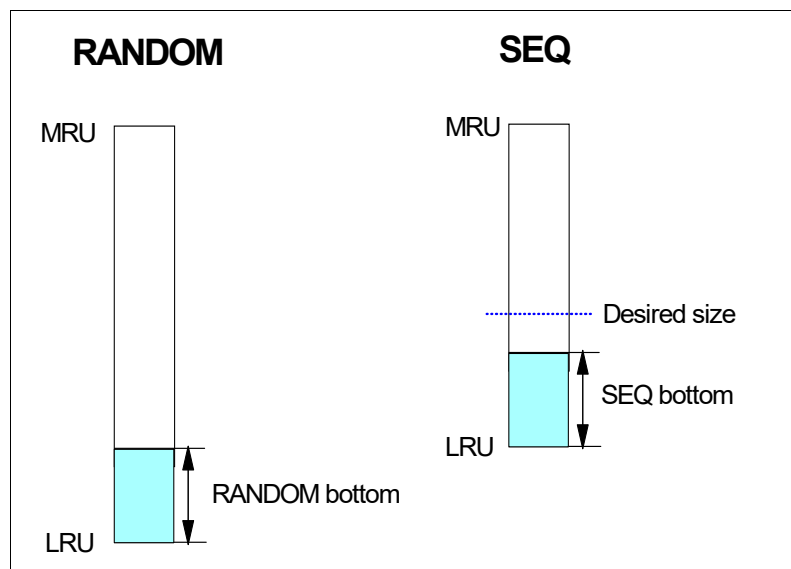 RANDOM
MRU
RANDOM bottom
LRU
SEQ
MRU
Desired size
SEQ bottom
LRU